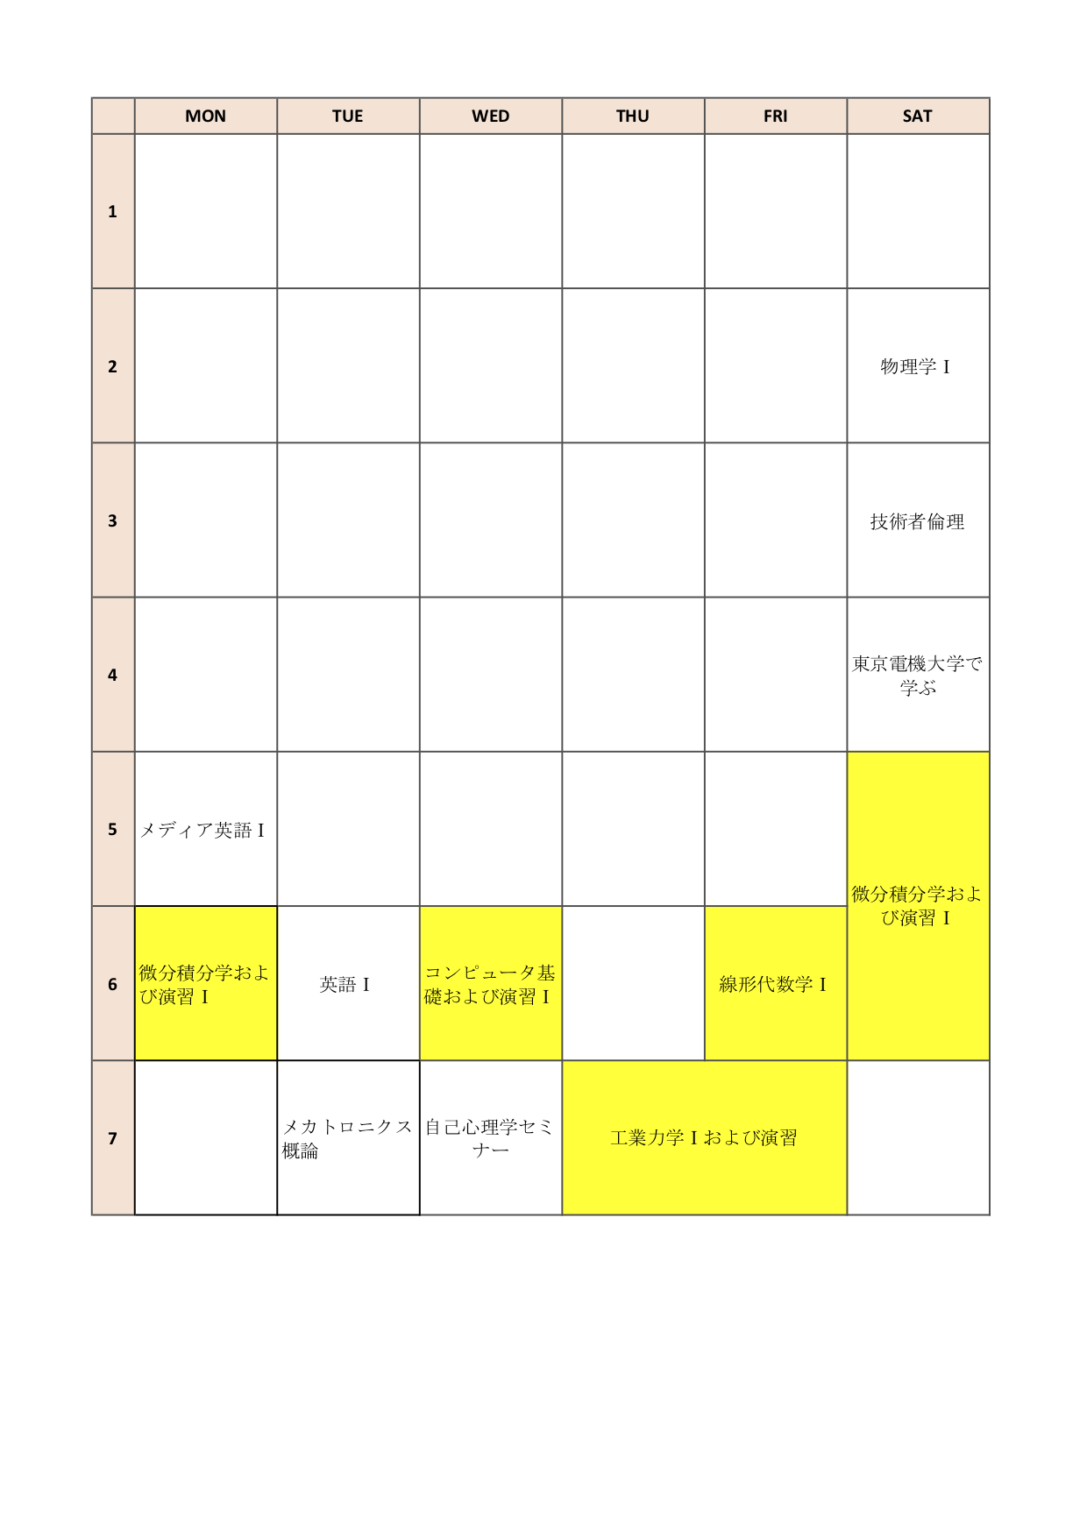 MON TUE WED THU FRI SAT
1
2 物理学 I
3 技術者倫理
4 東京電機大学で
学ぶ
5 メディア英語 I
微分積分学およ
び演習 I
6 微分積分学およ
び演習 I
英語 I
コンピュータ基
礎および演習 I
線形代数学 I
7 メカトロニクス
概論
自己心理学セミ
ナー
工業力学 I および演習